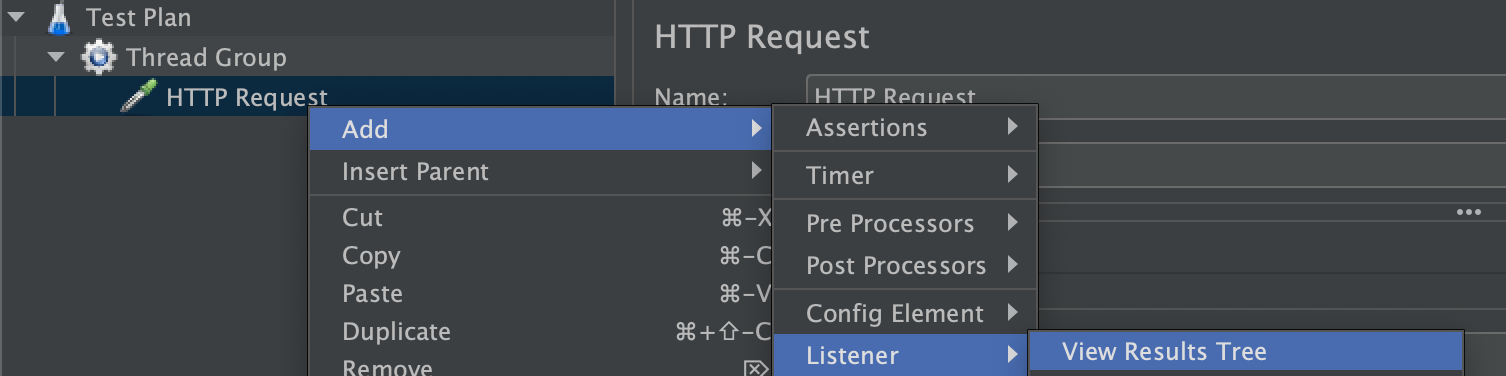 Test Plan
Thread Group
HTTP Request
HTTP Request
Name: HTTP Request
Add
Insert Parent
Cut ⌘-X
Copy ⌘-C
Paste ⌘-V
Duplicate ⌘+⇧-C
Remove ⌦
Assertions
Timer
Pre Processors
Post Processors
Config Element
Listener
View Results Tree